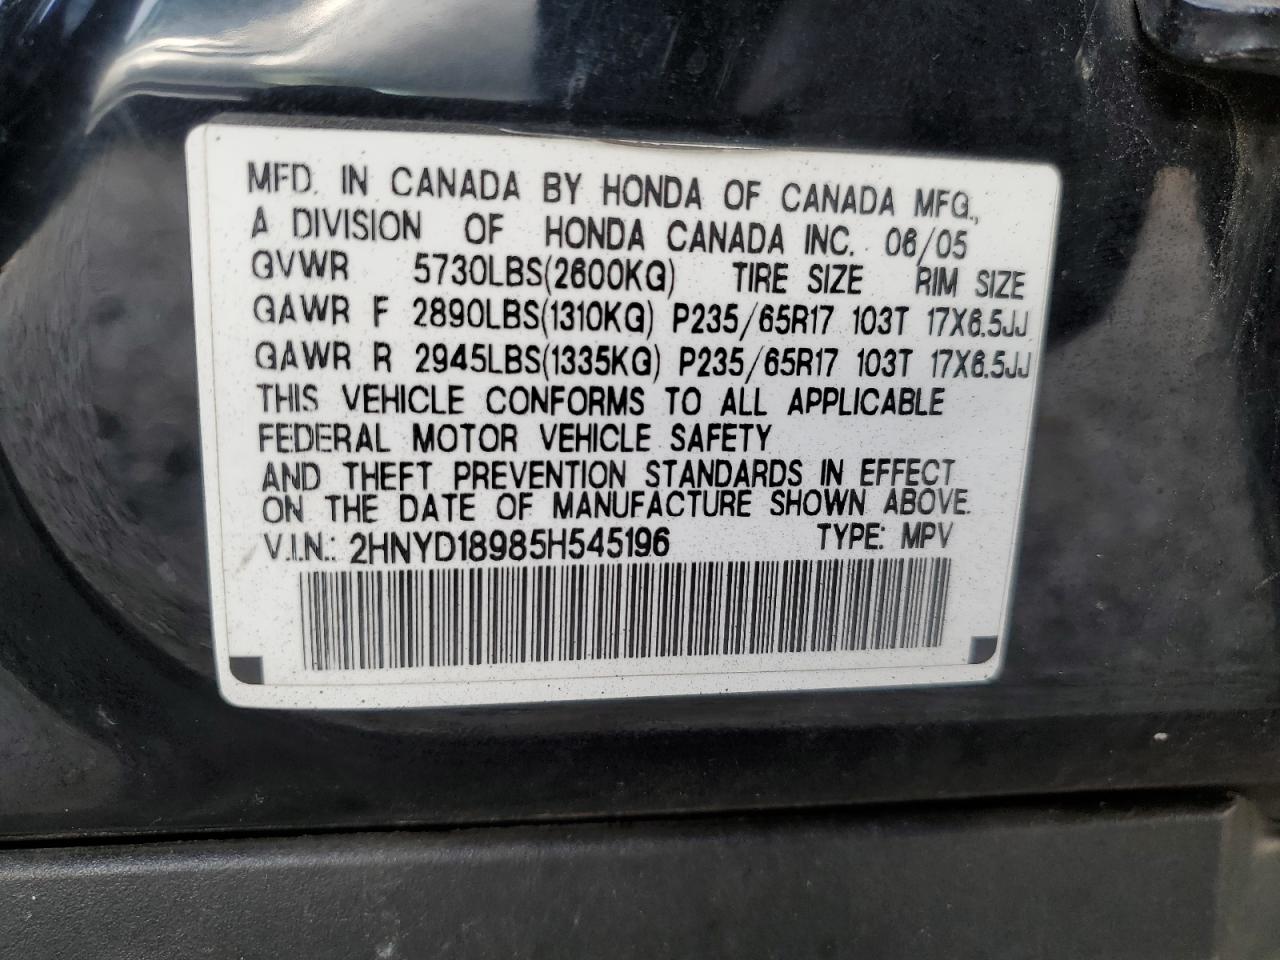 MFD. IN CANADA BY HONDA OF CANADA MFG.,
A DIVISION OF HONDA CANADA INC. 06/05
GVWR 5730LBS(2600KG) TIRE SIZE RIM SIZE
GAWR F 2890LBS(1310KG) P235/65R17 103T 17X6.5JJ
GAWR R 2945LBS(1335KG) P235/65R17 103T 17X6.5JJ
THIS VEHICLE CONFORMS TO ALL APPLICABLE
FEDERAL MOTOR VEHICLE SAFETY
AND THEFT PREVENTION STANDARDS IN EFFECT
ON THE DATE OF MANUFACTURE SHOWN ABOVE.
V.I.N.: 2HNYD18985H545196 TYPE: MPV